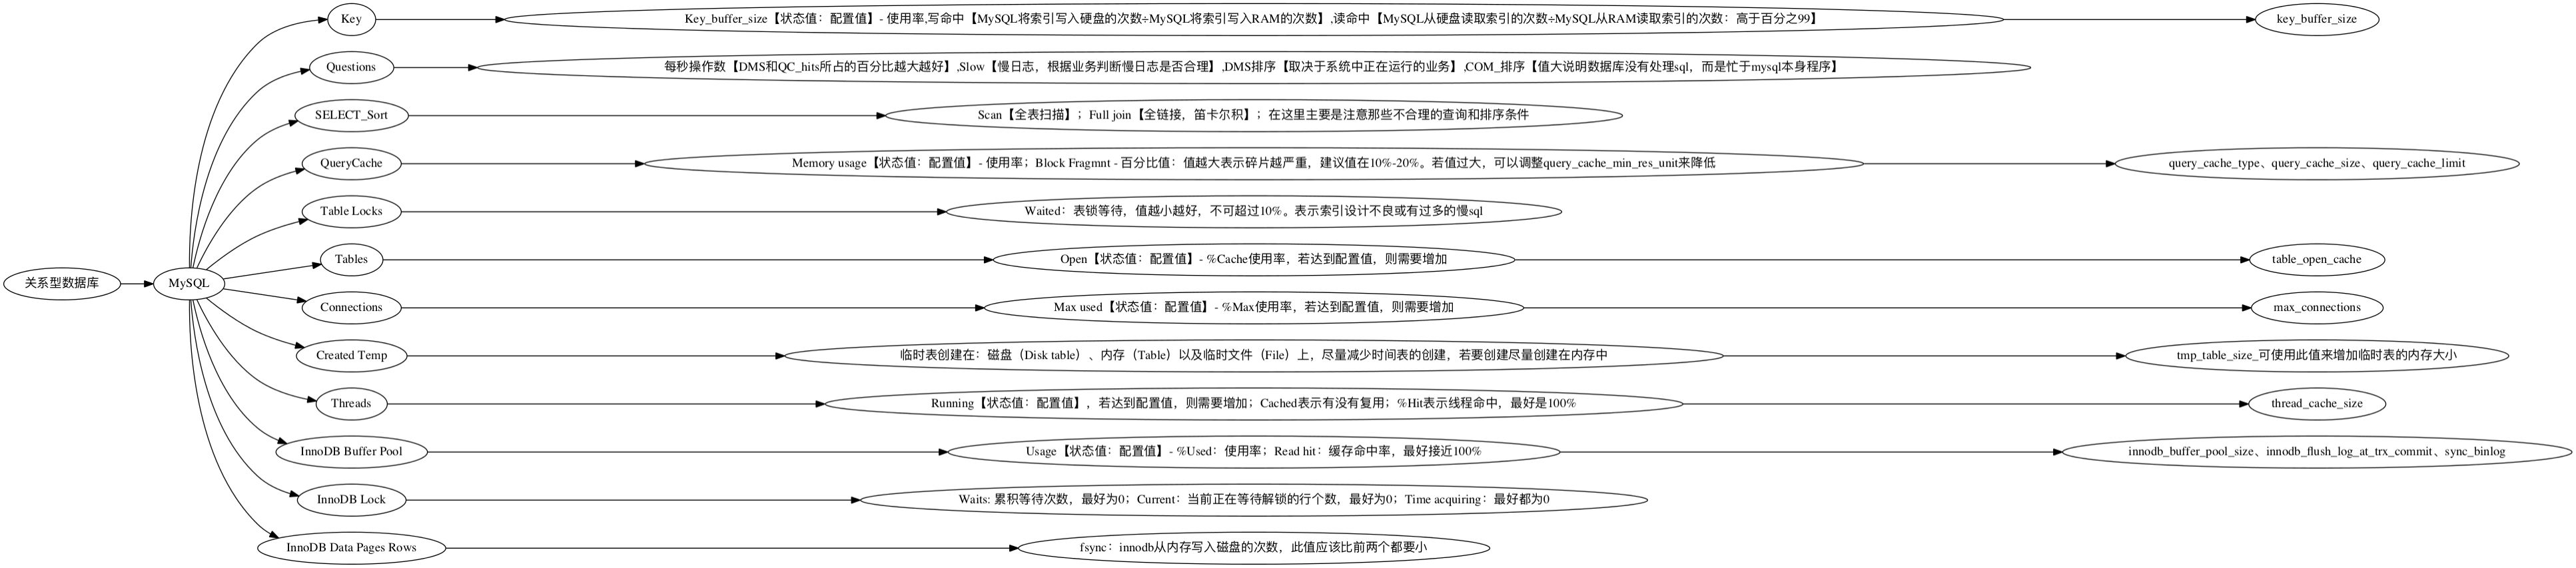 关系型数据库
MySQL
Key
Key_buffer_size【状态值：配置值】- 使用率,写命中【MySQL将索引写入硬盘的次数÷MySQL将索引写入RAM的次数】,读命中【MySQL从硬盘读取索引的次数÷MySQL从RAM读取索引的次数：高于百分之99】
key_buffer_size
Questions
每秒操作数【DMS和QC_hits所占的百分比越大越好】,Slow【慢日志，根据业务判断慢日志是否合理】,DMS排序【取决于系统中正在运行的业务】,COM_排序【值大说明数据库没有处理sql，而是忙于mysql本身程序】
SELECT_Sort
Scan【全表扫描】；Full join【全链接，笛卡尔积】；在这里主要是注意那些不合理的查询和排序条件
QueryCache
Memory usage【状态值：配置值】- 使用率；Block Fragmnt - 百分比值：值越大表示碎片越严重，建议值在10%-20%。若值过大，可以调整query_cache_min_res_unit来降低
query_cache_type、query_cache_size、query_cache_limit
Table Locks
Waited：表锁等待，值越小越好，不可超过10%。表示索引设计不良或有过多的慢sql
Tables
Open【状态值：配置值】- %Cache使用率，若达到配置值，则需要增加
table_open_cache
Connections
Max used【状态值：配置值】- %Max使用率，若达到配置值，则需要增加
max_connections
Created Temp
临时表创建在：磁盘（Disk table）、内存（Table）以及临时文件（File）上，尽量减少时间表的创建，若要创建尽量创建在内存中
tmp_table_size_可使用此值来增加临时表的内存大小
Threads
Running【状态值：配置值】，若达到配置值，则需要增加；Cached表示有没有复用；%Hit表示线程命中，最好是100%
thread_cache_size
InnoDB Buffer Pool
Usage【状态值：配置值】- %Used：使用率；Read hit：缓存命中率，最好接近100%
innodb_buffer_pool_size、innodb_flush_log_at_trx_commit、sync_binlog
InnoDB Lock
Waits: 累积等待次数，最好为0；Current：当前正在等待解锁的行个数，最好为0；Time acquiring：最好都为0
InnoDB Data Pages Rows
fsync：innodb从内存写入磁盘的次数，此值应该比前两个都要小